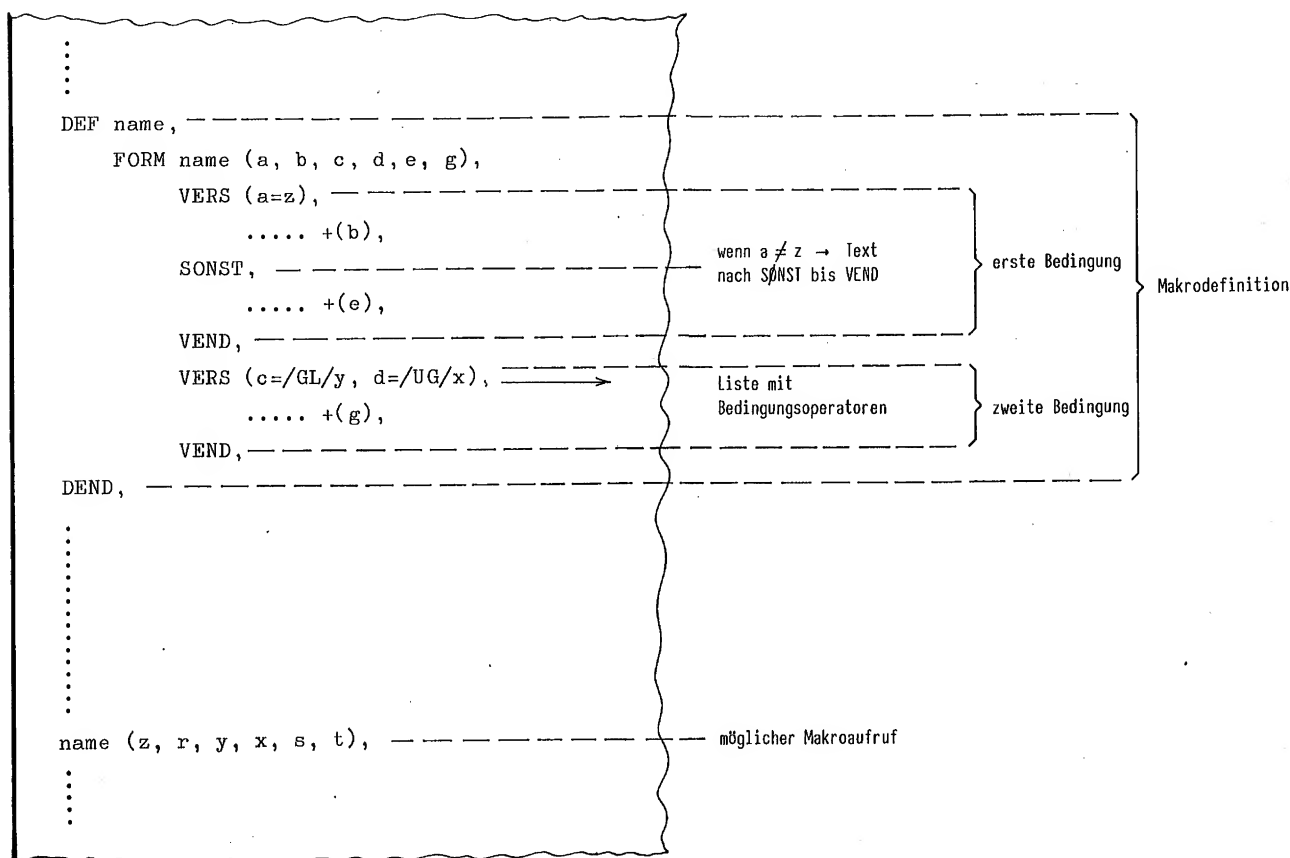 DEF name,
FORM name (a, b, c, d, e, g),
VERS (a=z),
..... +(b),
SONST,
wenn a ≠ z → Text
nach SØNST bis VEND
erste Bedingung
Makrodefinition
..... +(e),
VEND,
VERS (c=/GL/y, d=/UG/x),
Liste mit
Bedingungsoperatoren
zweite Bedingung
..... +(g),
VEND,
DEND,
name (z, r, y, x, s, t),
möglicher Makroaufruf